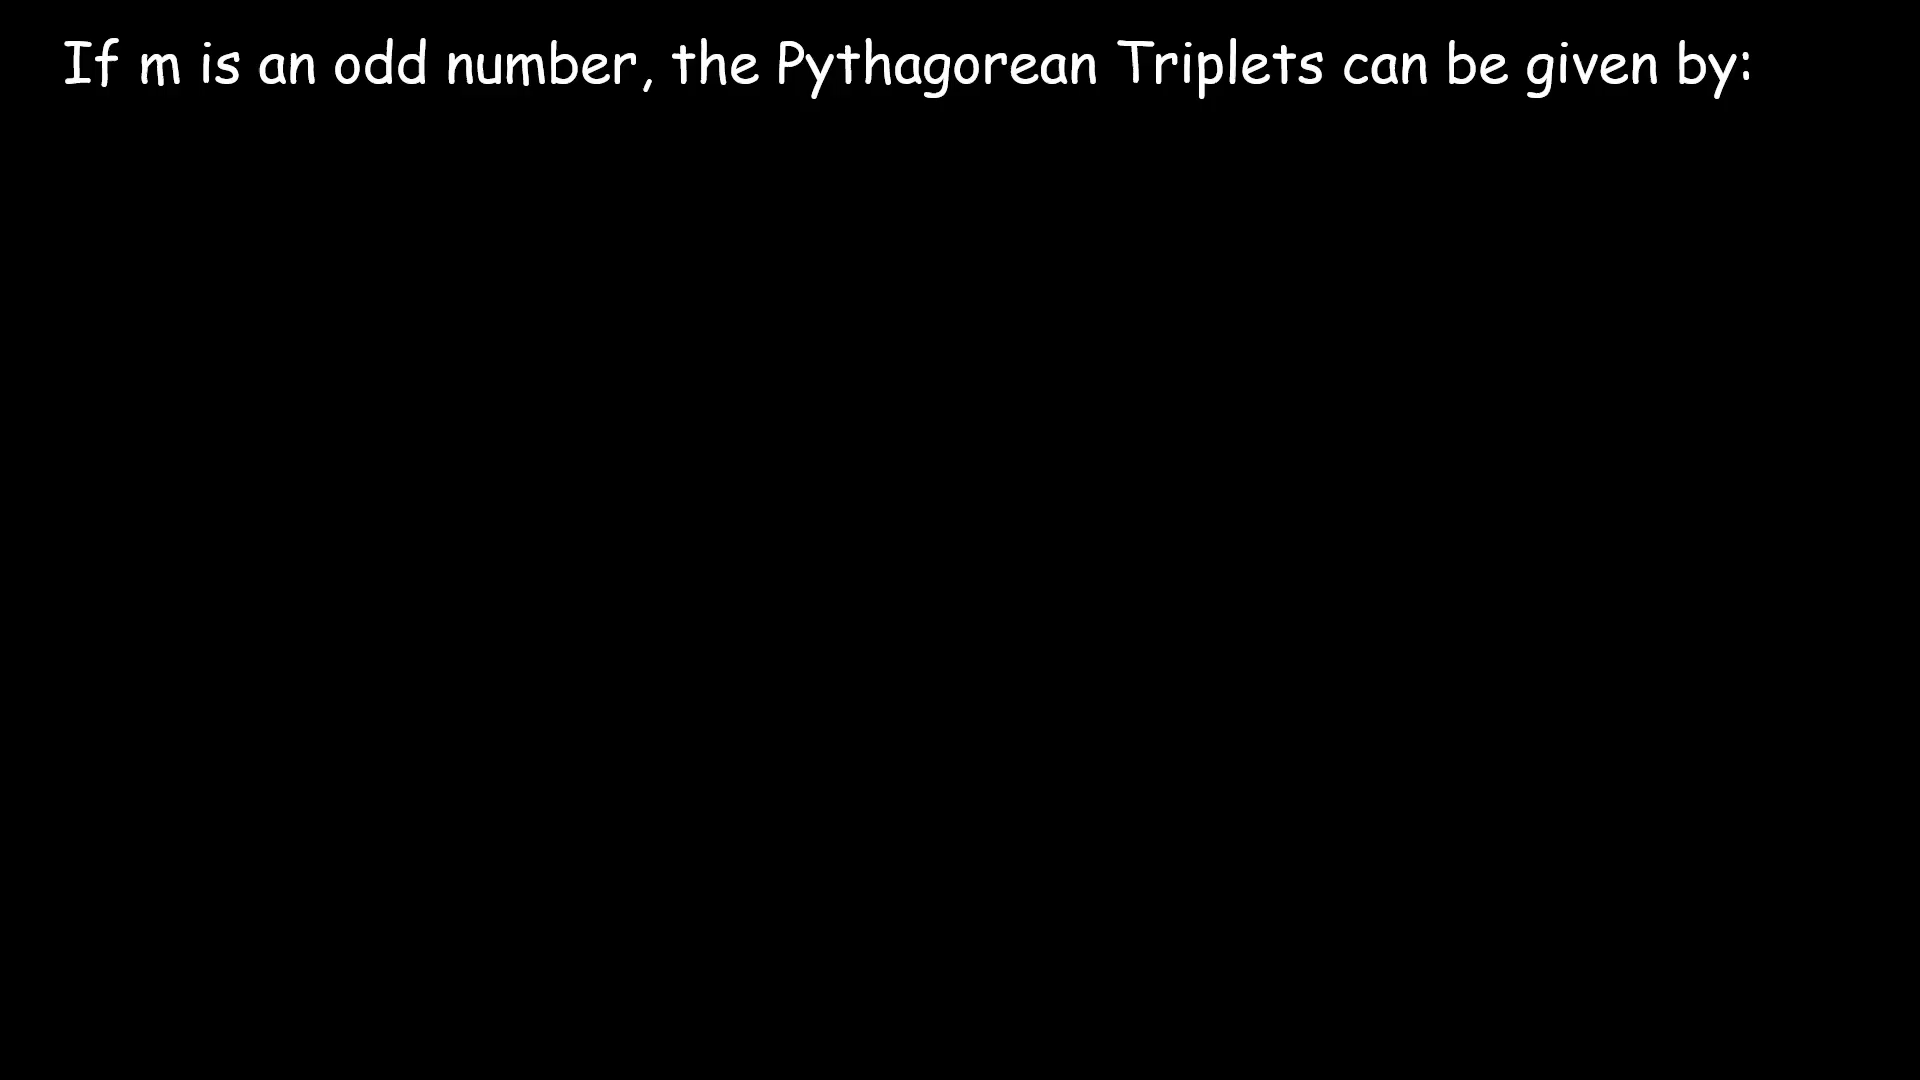 If m is an odd number, the Pythagorean Triplets can be given by: